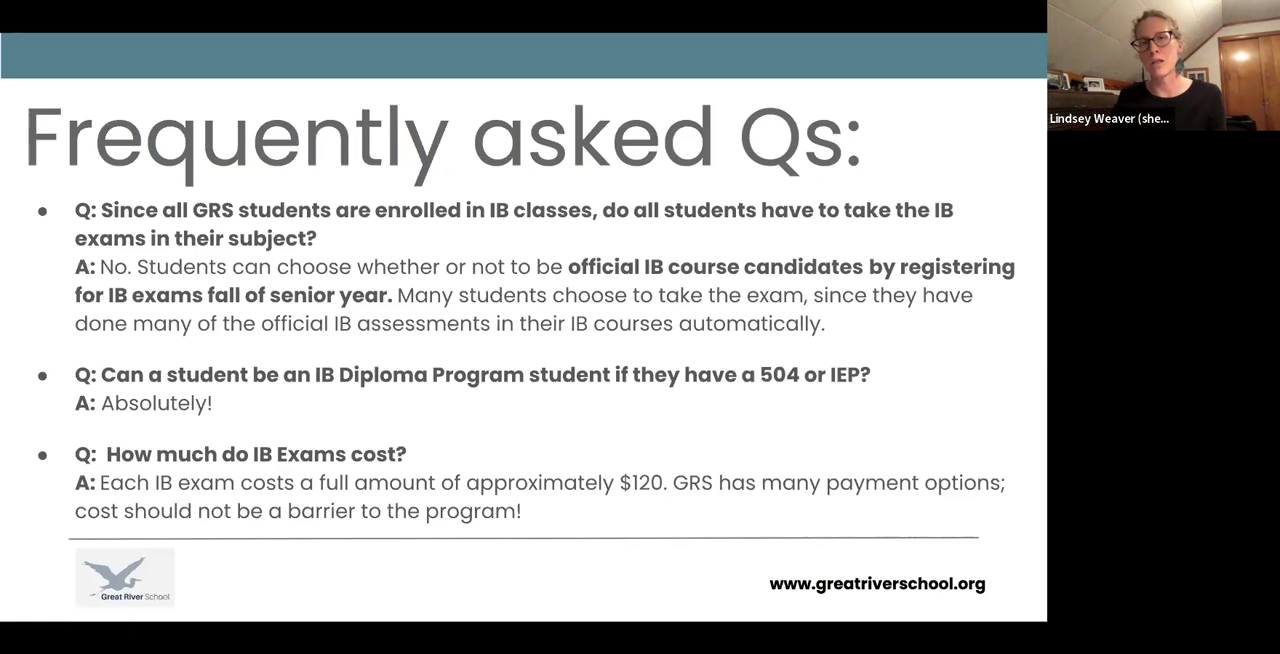 Frequently asked Qs:
● Q: Since all GRS students are enrolled in IB classes, do all students have to take the IB
exams in their subject?
A: No. Students can choose whether or not to be official IB course candidates by registering
for IB exams fall of senior year. Many students choose to take the exam, since they have
done many of the official IB assessments in their IB courses automatically.
● Q: Can a student be an IB Diploma Program student if they have a 504 or IEP?
A: Absolutely!
● Q: How much do IB Exams cost?
A: Each IB exam costs a full amount of approximately $120. GRS has many payment options;
cost should not be a barrier to the program!
Great River School
www.greatriverschool.org
Lindsey Weaver (she...